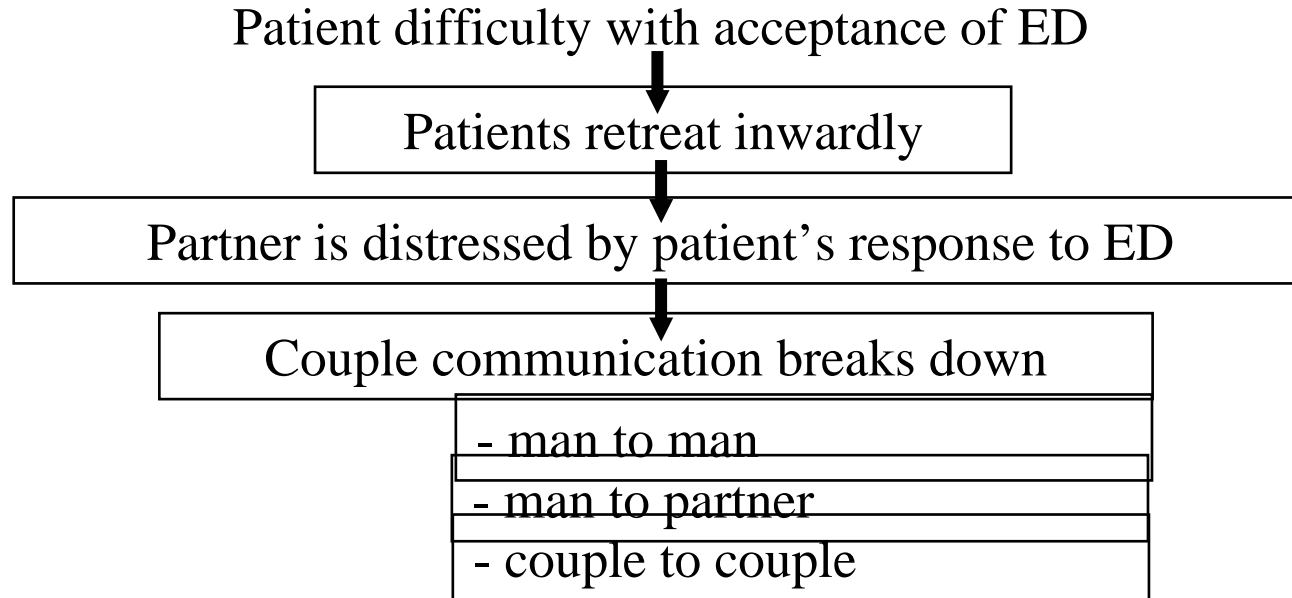 Patient difficulty with acceptance of ED
Patients retreat inwardly
Partner is distressed by patient’s response to ED
Couple communication breaks down
- man to man
- man to partner
- couple to couple